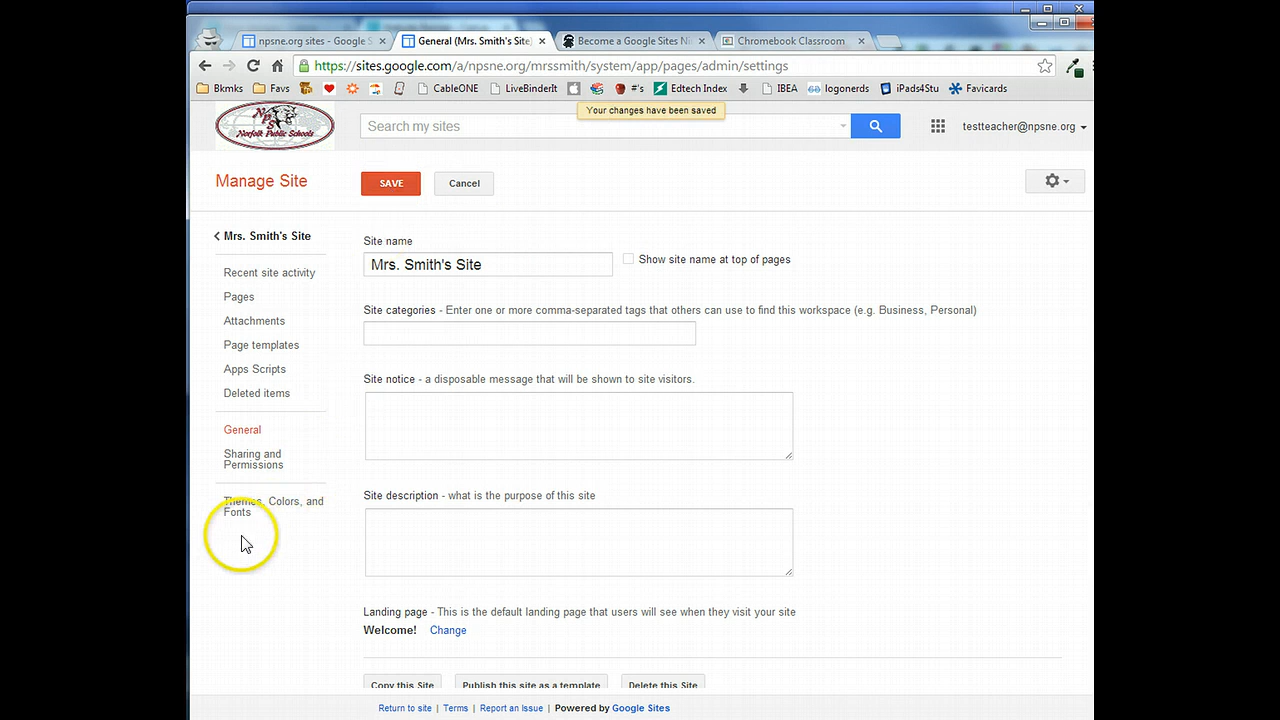 npsne.org sites - Google S
General (Mrs. Smith's Site)
Become a Google Sites Ni
Chromebook Classroom
https://sites.google.com/a/npsne.org/mrssmith/system/app/pages/admin/settings
Bkmks
Favs
CableONE
LiveBinderIt
#'s
Edtech Index
IBEA
logonerds
iPads4Stu
Favicards
Your changes have been saved
NPS
Norfolk Public Schools
Search my sites
testteacher@npsne.org
Manage Site
SAVE
Cancel
Mrs. Smith's Site
Recent site activity
Pages
Attachments
Page templates
Apps Scripts
Deleted items
General
Sharing and
Permissions
Themes, Colors, and
Fonts
Site name
Mrs. Smith's Site
Show site name at top of pages
Site categories - Enter one or more comma-separated tags that others can use to find this workspace (e.g. Business, Personal)
Site notice - a disposable message that will be shown to site visitors.
Site description - what is the purpose of this site
Landing page - This is the default landing page that users will see when they visit your site
Welcome! Change
Copy this Site
Publish this site as a template
Delete this Site
Return to site | Terms | Report an Issue | Powered by Google Sites